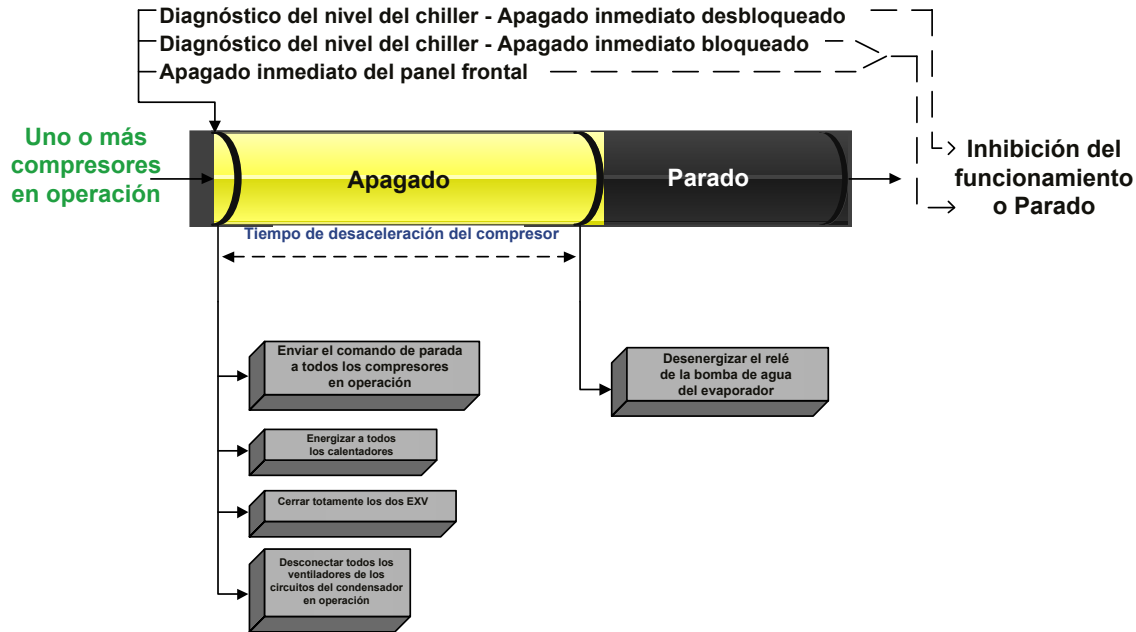 Diagnóstico del nivel del chiller - Apagado inmediato desbloqueado
Diagnóstico del nivel del chiller - Apagado inmediato bloqueado
Apagado inmediato del panel frontal
Uno o más
compresores
en operación
Apagado
Parado
Inhibición del
funcionamiento
o Parado
Tiempo de desaceleración del compresor
Enviar el comando de parada
a todos los compresores
en operación
Desenergizar el relé
de la bomba de agua
del evaporador
Energizar a todos
los calentadores
Cerrar totamente los dos EXV
Desconectar todos los
ventiladores de los
circuitos del condensador
en operación